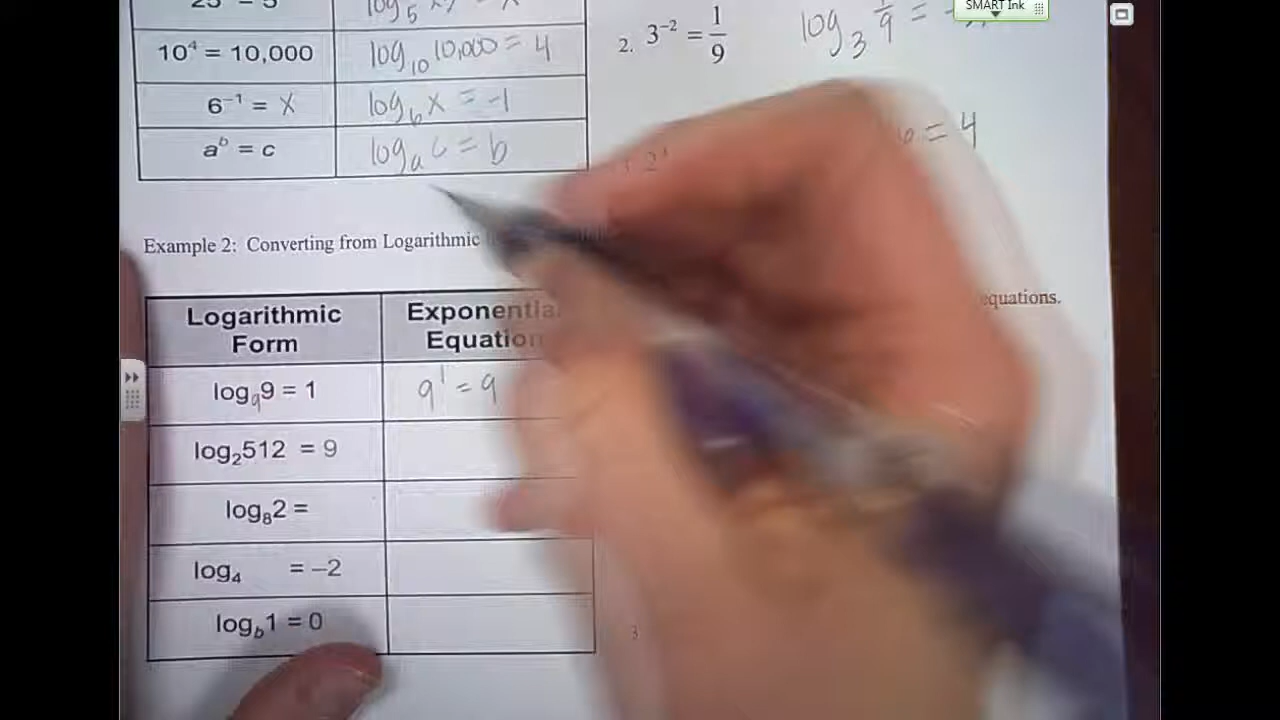 SMART Ink
10⁴ = 10,000 log₁₀ 10,000 = 4
2. 3⁻² = 1/9 log₃ 1/9 =
6⁻¹ = x log₆ x = -1
= 4
aᵇ = c logₐ c = b
Example 2: Converting from Logarithmic
equations.
Logarithmic Form Exponential Equation
log₉9 = 1 9¹ = 9
log₂512 = 9
log₈2 =
log₄ = –2
log_b1 = 0
3